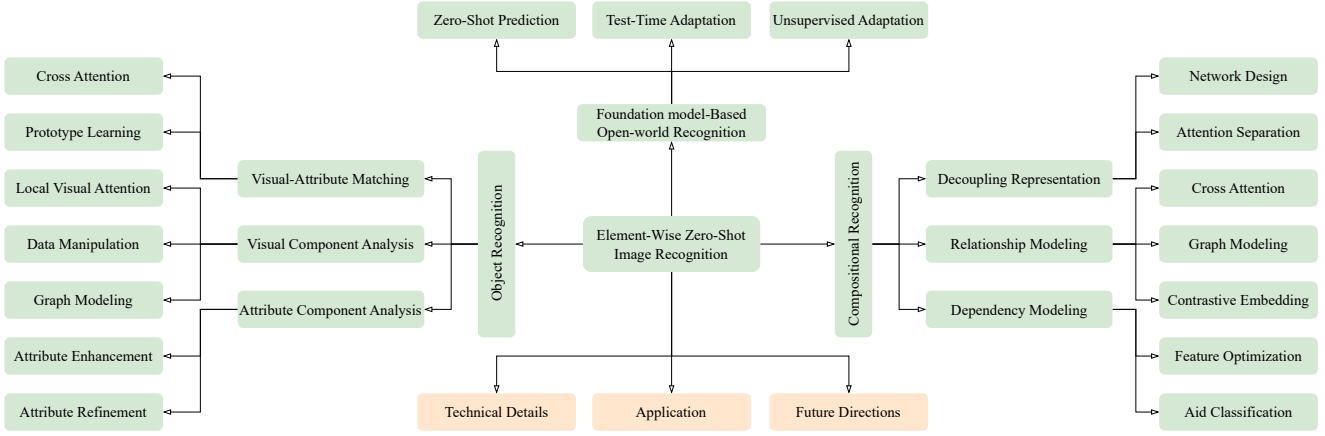 Zero-Shot Prediction
Test-Time Adaptation
Unsupervised Adaptation
Cross Attention
Prototype Learning
Local Visual Attention
Data Manipulation
Graph Modeling
Attribute Enhancement
Attribute Refinement
Visual-Attribute Matching
Visual Component Analysis
Attribute Component Analysis
Object Recognition
Foundation model-Based
Open-world Recognition
Element-Wise Zero-Shot
Image Recognition
Technical Details
Application
Future Directions
Compositional Recognition
Decoupling Representation
Relationship Modeling
Dependency Modeling
Network Design
Attention Separation
Cross Attention
Graph Modeling
Contrastive Embedding
Feature Optimization
Aid Classification